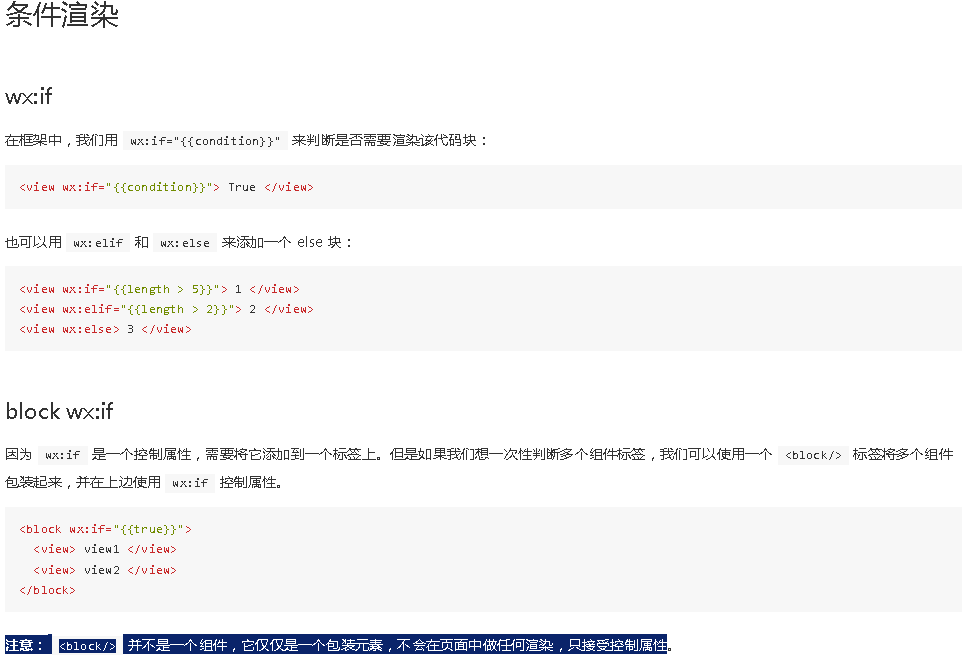 条件渲染
wx:if
在框架中，我们用 wx:if="{{condition}}" 来判断是否需要渲染该代码块：
<view wx:if="{{condition}}"> True </view>
也可以用 wx:elif 和 wx:else 来添加一个 else 块：
<view wx:if="{{length > 5}}"> 1 </view>
<view wx:elif="{{length > 2}}"> 2 </view>
<view wx:else> 3 </view>
block wx:if
因为 wx:if 是一个控制属性，需要将它添加到一个标签上。但是如果我们想一次性判断多个组件标签，我们可以使用一个 <block/> 标签将多个组件
包装起来，并在上边使用 wx:if 控制属性。
<block wx:if="{{true}}">
  <view> view1 </view>
  <view> view2 </view>
</block>
注意： <block/> 并不是一个组件，它仅仅是一个包装元素，不会在页面中做任何渲染，只接受控制属性。